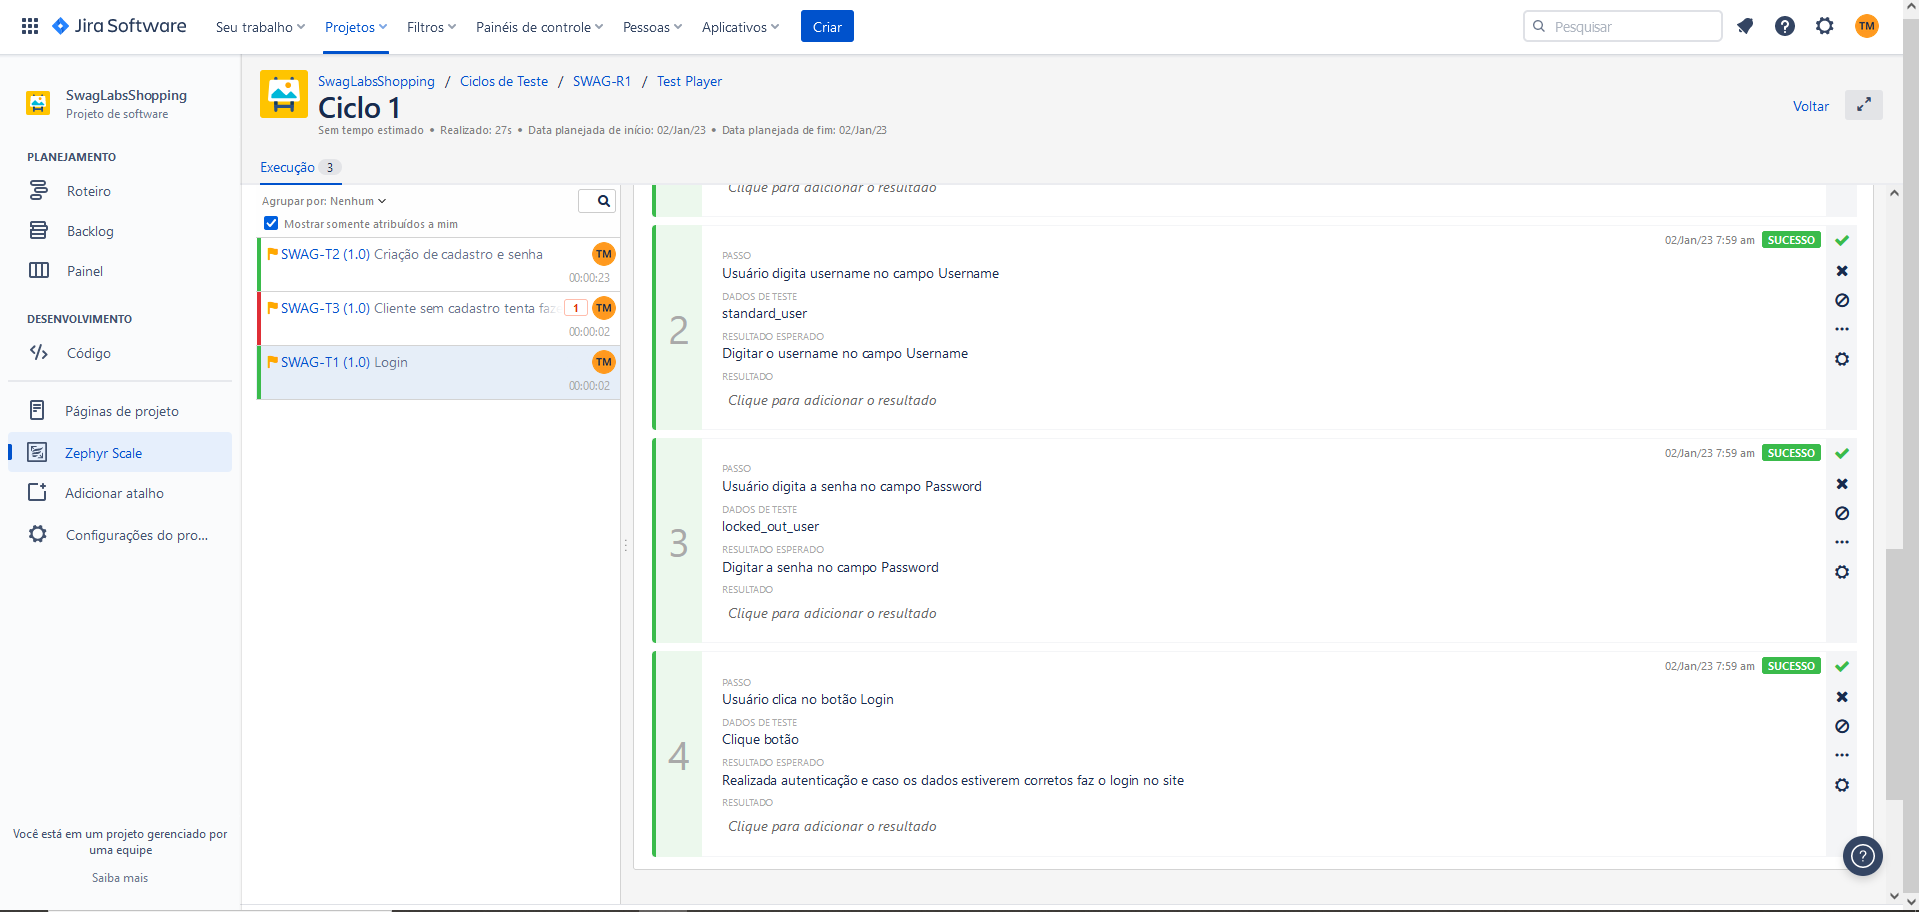 Jira Software Seu trabalho Projetos Filtros Painéis de controle Pessoas Aplicativos Criar Pesquisar TM
SwagLabsShopping
Projeto de software
PLANEJAMENTO
Roteiro
Backlog
Painel
DESENVOLVIMENTO
Código
Páginas de projeto
Zephyr Scale
Adicionar atalho
Configurações do pro...
Você está em um projeto gerenciado por
uma equipe
Saiba mais
SwagLabsShopping / Ciclos de Teste / SWAG-R1 / Test Player
Ciclo 1
Sem tempo estimado • Realizado: 27s • Data planejada de início: 02/Jan/23 • Data planejada de fim: 02/Jan/23
Voltar
Execução 3
Agrupar por: Nenhum
Mostrar somente atribuídos a mim
SWAG-T2 (1.0) Criação de cadastro e senha TM
00:00:23
SWAG-T3 (1.0) Cliente sem cadastro tenta faze 1 TM
00:00:02
SWAG-T1 (1.0) Login TM
00:00:02
Clique para adicionar o resultado
2
02/Jan/23 7:59 am SUCESSO
PASSO
Usuário digita username no campo Username
DADOS DE TESTE
standard_user
RESULTADO ESPERADO
Digitar o username no campo Username
RESULTADO
Clique para adicionar o resultado
3
02/Jan/23 7:59 am SUCESSO
PASSO
Usuário digita a senha no campo Password
DADOS DE TESTE
locked_out_user
RESULTADO ESPERADO
Digitar a senha no campo Password
RESULTADO
Clique para adicionar o resultado
4
02/Jan/23 7:59 am SUCESSO
PASSO
Usuário clica no botão Login
DADOS DE TESTE
Clique botão
RESULTADO ESPERADO
Realizada autenticação e caso os dados estiverem corretos faz o login no site
RESULTADO
Clique para adicionar o resultado